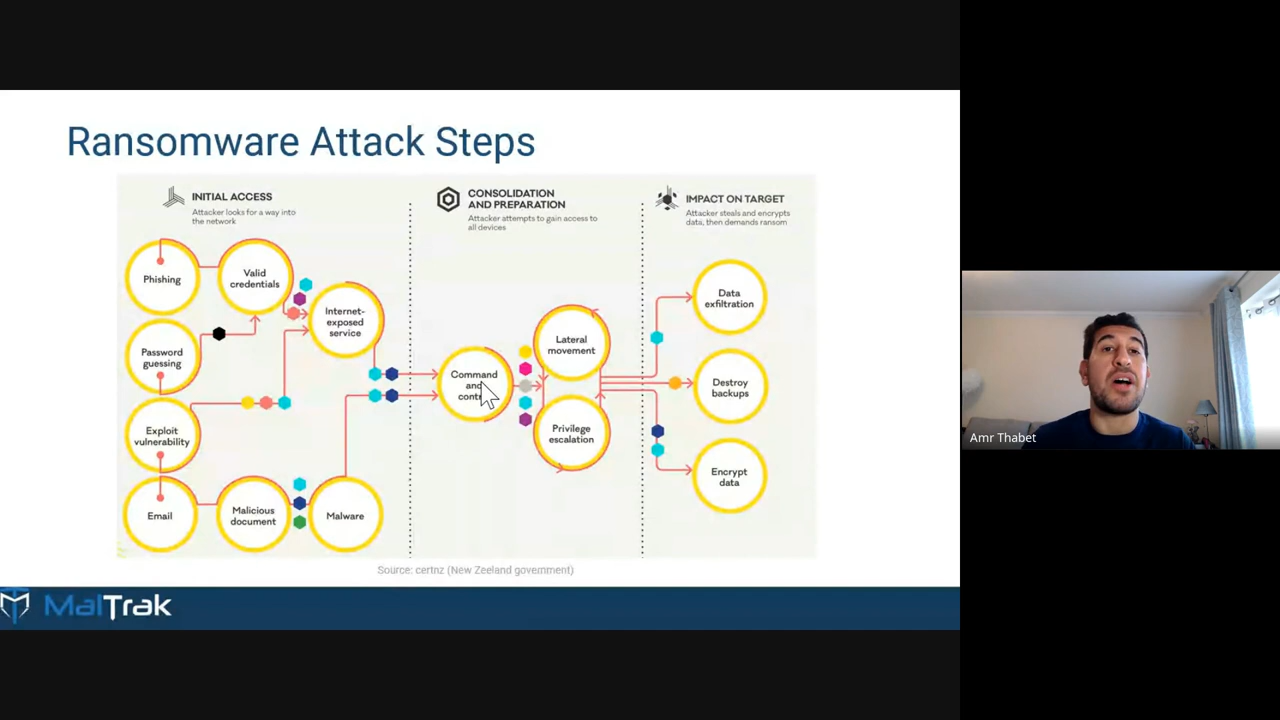 Ransomware Attack Steps
INITIAL ACCESS
Attacker looks for a way into
the network
CONSOLIDATION
AND PREPARATION
Attacker attempts to gain access to
all devices
IMPACT ON TARGET
Attacker steals and encrypts
data, then demands ransom
Phishing
Valid
credentials
Internet-
exposed
service
Password
guessing
Exploit
vulnerability
Email
Malicious
document
Malware
Command
and
contr
Lateral
movement
Privilege
escalation
Data
exfiltration
Destroy
backups
Encrypt
data
Source: certnz (New Zeeland government)
MalTrak
Amr Thabet